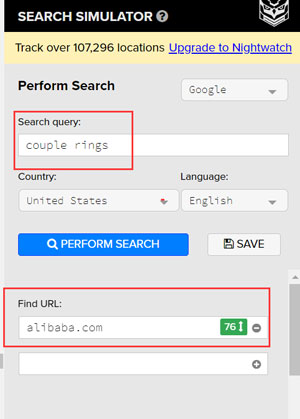 SEARCH SIMULATOR ?
Track over 107,296 locations Upgrade to Nightwatch
Perform Search
Google
Search query:
couple rings
Country:
Language:
United States
English
PERFORM SEARCH
SAVE
Find URL:
alibaba.com
76